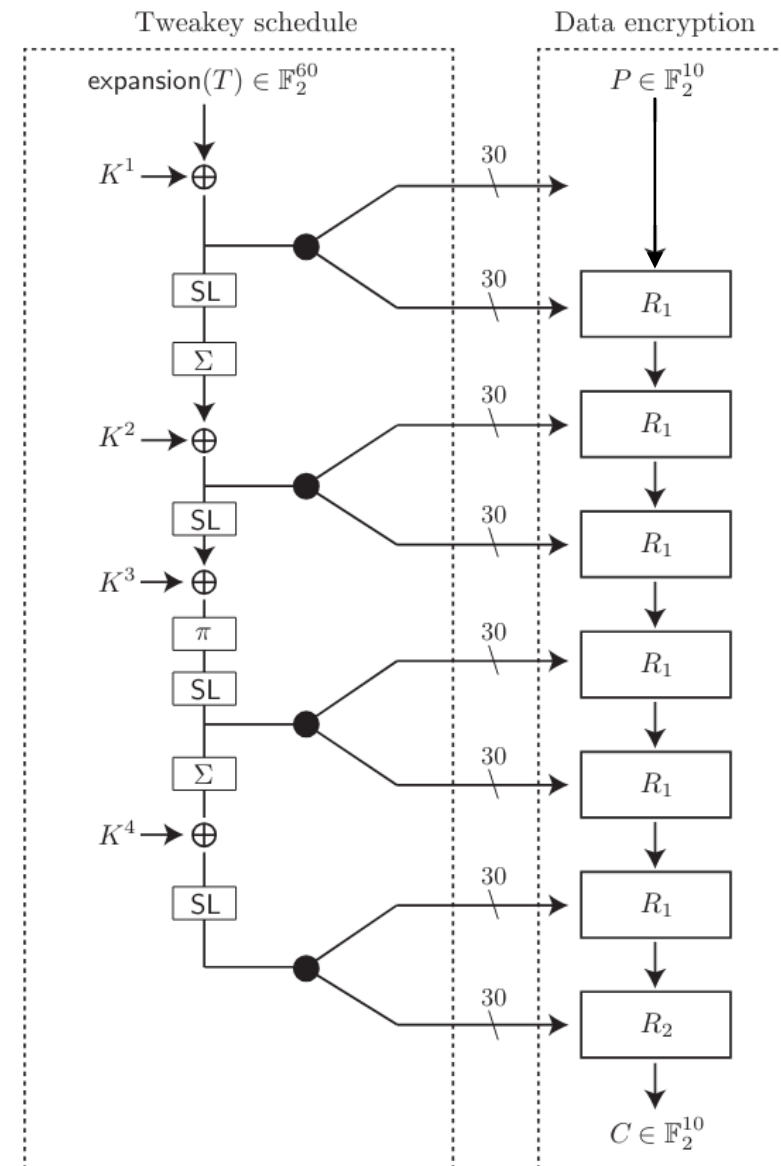 Tweakey schedule Data encryption
expansion(T) ∈ 𝔽₂⁶⁰ P ∈ 𝔽₂¹⁰
30
K¹
30
SL
R₁
Σ
30
K²
R₁
30
SL
R₁
K³
30
π
R₁
SL
30
Σ
R₁
K⁴
30
SL
R₁
30
R₂
C ∈ 𝔽₂¹⁰